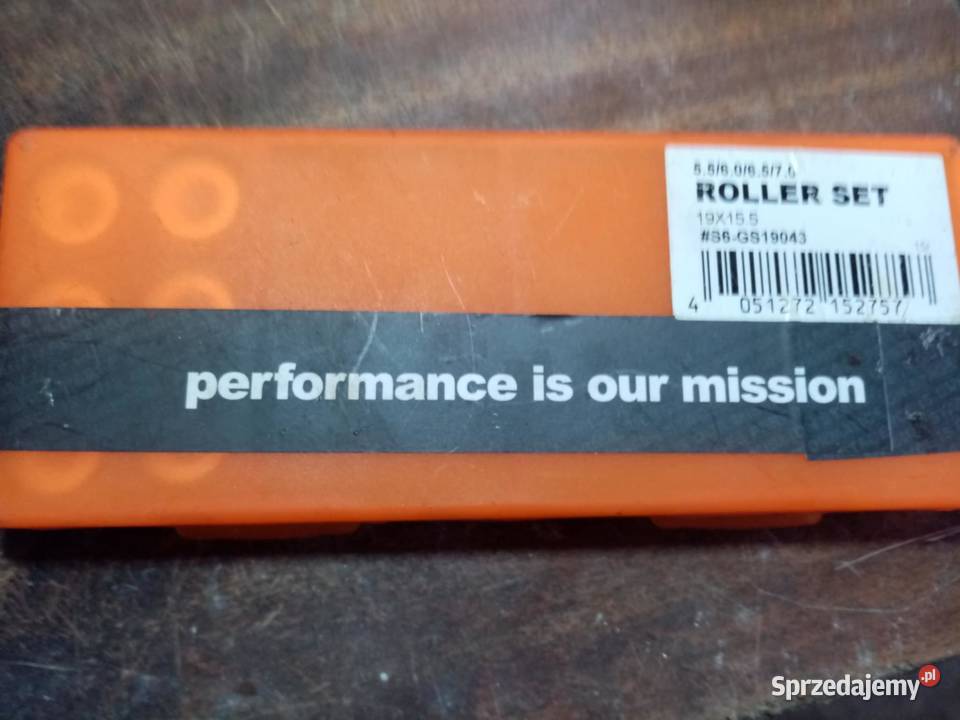 5.5/6.0/6.5/7.0
ROLLER SET
19X15.5
#S6-GS19043
4 051272 152757
performance is our mission
Sprzedajemy.pl